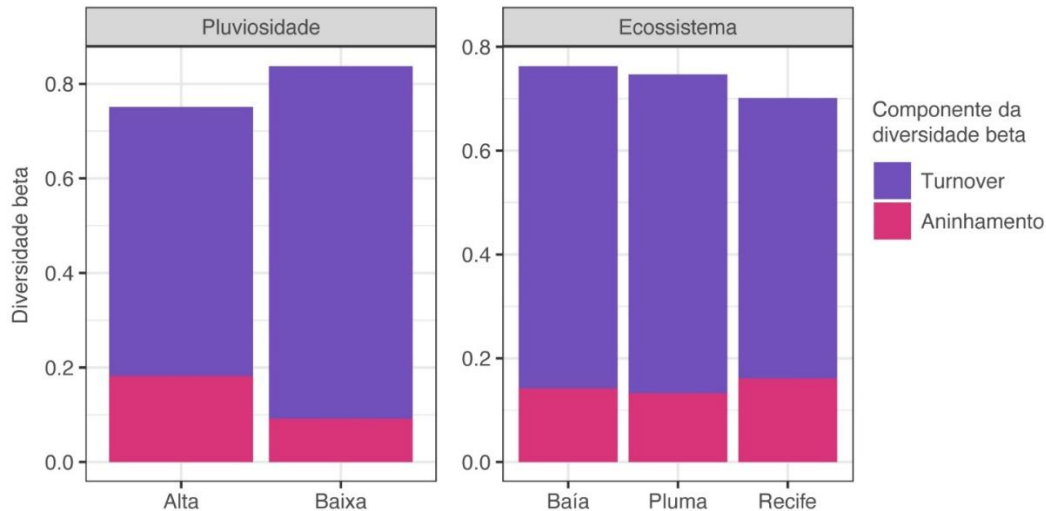 Pluviosidade
Ecossistema
Diversidade beta
0.8
0.6
0.4
0.2
0.0
Alta
Baixa
0.8
0.6
0.4
0.2
0.0
Baía
Pluma
Recife
Componente da
diversidade beta
Turnover
Aninhamento